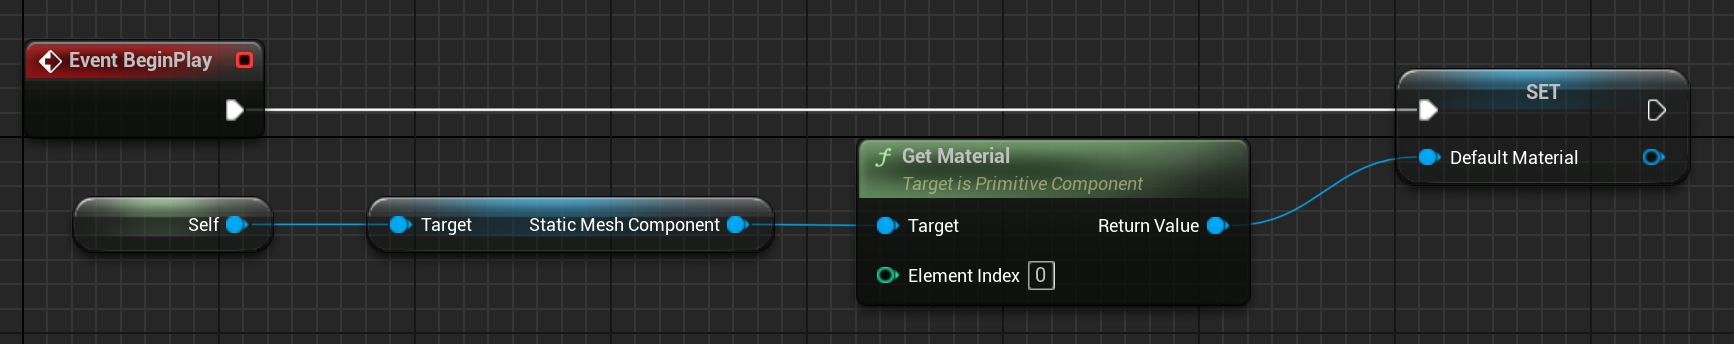 Event BeginPlay
SET
Default Material
f Get Material
Target is Primitive Component
Self
Target Static Mesh Component
Target Return Value
Element Index 0